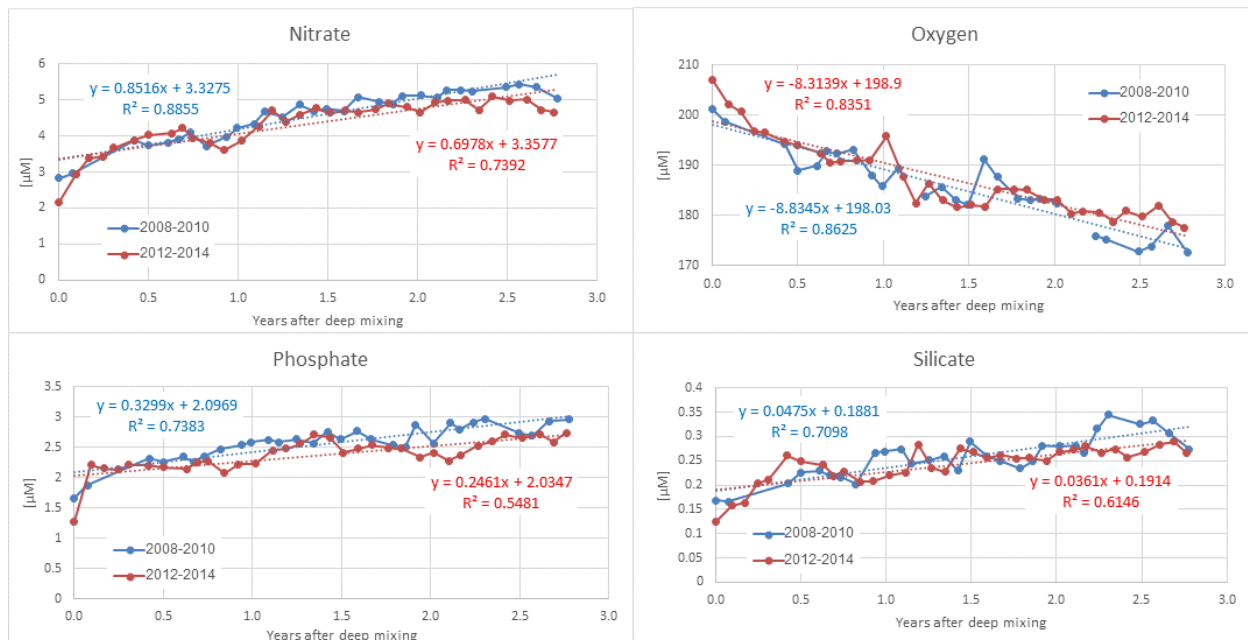 Nitrate
6
5
4
3
2
1
0
[µM]
y = 0.8516x + 3.3275
R² = 0.8855
y = 0.6978x + 3.3577
R² = 0.7392
2008-2010
2012-2014
0.0 0.5 1.0 1.5 2.0 2.5 3.0
Years after deep mixing
Oxygen
210
200
190
180
170
[µM]
y = -8.3139x + 198.9
R² = 0.8351
2008-2010
2012-2014
y = -8.8345x + 198.03
R² = 0.8625
0.0 0.5 1.0 1.5 2.0 2.5 3.0
Years after deep mixing
Phosphate
3.5
3
2.5
2
1.5
1
0.5
0
[µM]
y = 0.3299x + 2.0969
R² = 0.7383
y = 0.2461x + 2.0347
R² = 0.5481
2008-2010
2012-2014
0.0 0.5 1.0 1.5 2.0 2.5 3.0
Years after deep mixing
Silicate
0.4
0.35
0.3
0.25
0.2
0.15
0.1
0.05
0
[µM]
y = 0.0475x + 0.1881
R² = 0.7098
y = 0.0361x + 0.1914
R² = 0.6146
2008-2010
2012-2014
0.0 0.5 1.0 1.5 2.0 2.5 3.0
Years after deep mixing